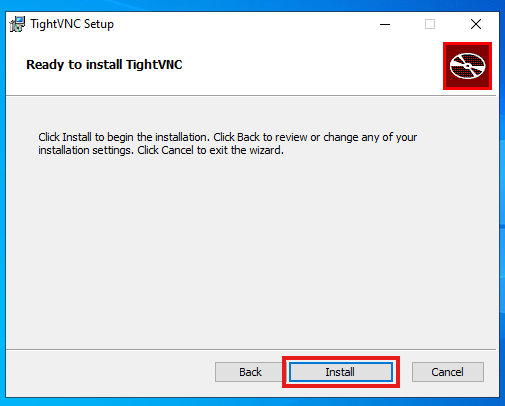 TightVNC Setup
Ready to install TightVNC
Click Install to begin the installation. Click Back to review or change any of your
installation settings. Click Cancel to exit the wizard.
Back
Install
Cancel